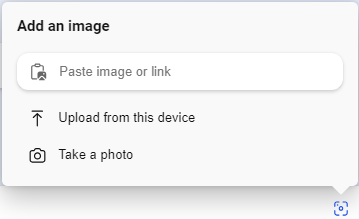 Add an image
Paste image or link
Upload from this device
Take a photo